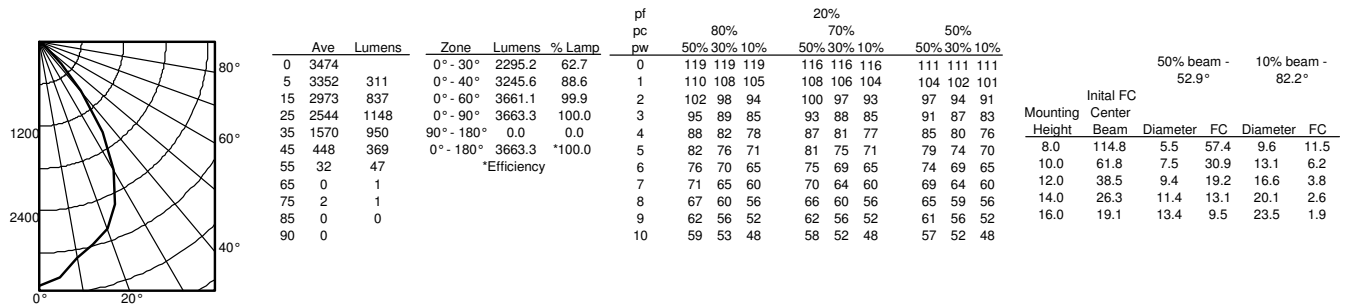 80°
60°
40°
20°
0°
1200
2400
Ave Lumens
0 3474
5 3352 311
15 2973 837
25 2544 1148
35 1570 950
45 448 369
55 32 47
65 0 1
75 2 1
85 0 0
90 0
Zone Lumens % Lamp
0° - 30° 2295.2 62.7
0° - 40° 3245.6 88.6
0° - 60° 3661.1 99.9
0° - 90° 3663.3 100.0
90° - 180° 0.0 0.0
0° - 180° 3663.3 *100.0
*Efficiency
pf 20%
pc 80% 70% 50%
pw 50% 30% 10% 50% 30% 10% 50% 30% 10%
0 119 119 119 116 116 116 111 111 111
1 110 108 105 108 106 104 104 102 101
2 102 98 94 100 97 93 97 94 91
3 95 89 85 93 88 85 91 87 83
4 88 82 78 87 81 77 85 80 76
5 82 76 71 81 75 71 79 74 70
6 76 70 65 75 69 65 74 69 65
7 71 65 60 70 64 60 69 64 60
8 67 60 56 66 60 56 65 59 56
9 62 56 52 62 56 52 61 56 52
10 59 53 48 58 52 48 57 52 48
50% beam - 10% beam -
52.9° 82.2°
Inital FC
Mounting Center
Height Beam Diameter FC Diameter FC
8.0 114.8 5.5 57.4 9.6 11.5
10.0 61.8 7.5 30.9 13.1 6.2
12.0 38.5 9.4 19.2 16.6 3.8
14.0 26.3 11.4 13.1 20.1 2.6
16.0 19.1 13.4 9.5 23.5 1.9